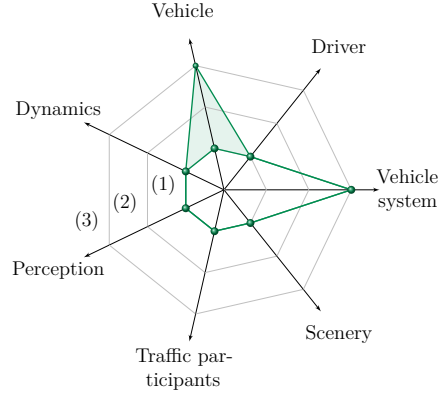 Vehicle
Driver
Dynamics
(1)
Vehicle
system
(2)
(3)
Perception
Scenery
Traffic par-
ticipants